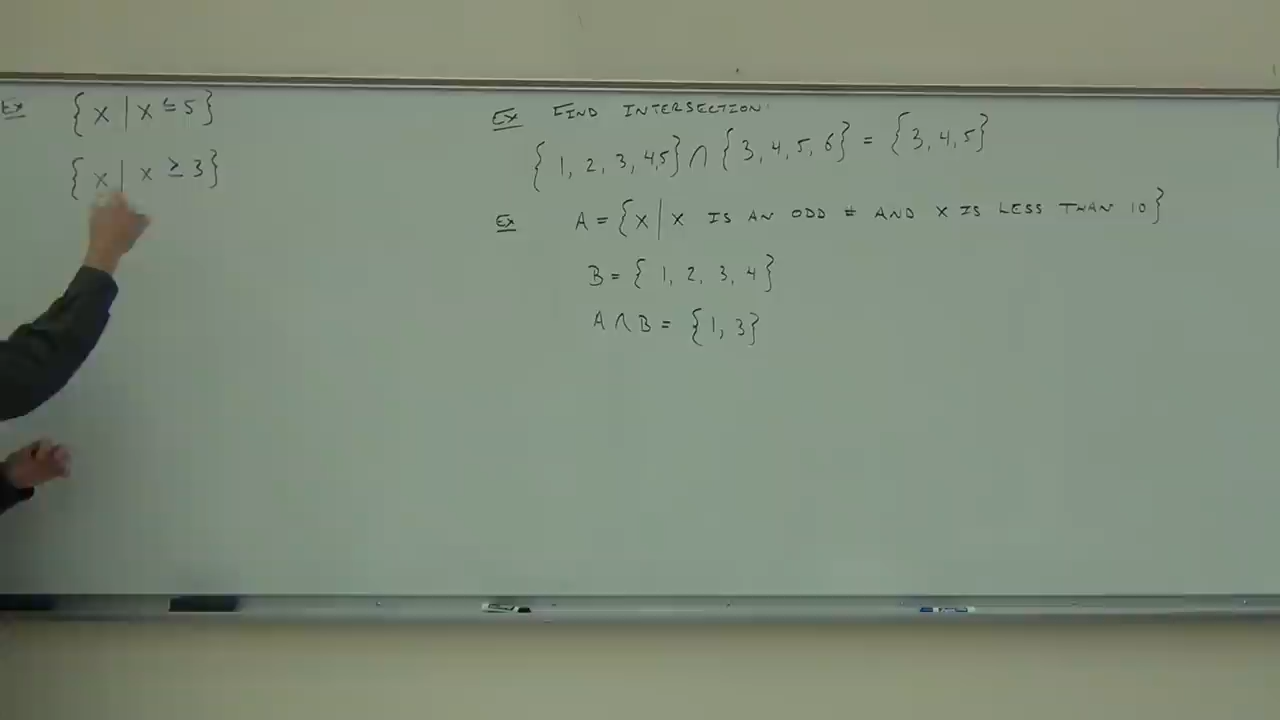 Ex { x | x ≤ 5 }
{ x | x ≥ 3 }
Ex FIND INTERSECTION:
{ 1, 2, 3, 4,5 } ∩ { 3, 4, 5, 6 } = { 3, 4, 5 }
Ex A = { x | x IS AN ODD # AND X IS LESS THAN 10 }
B = { 1, 2, 3, 4 }
A ∩ B = { 1, 3 }